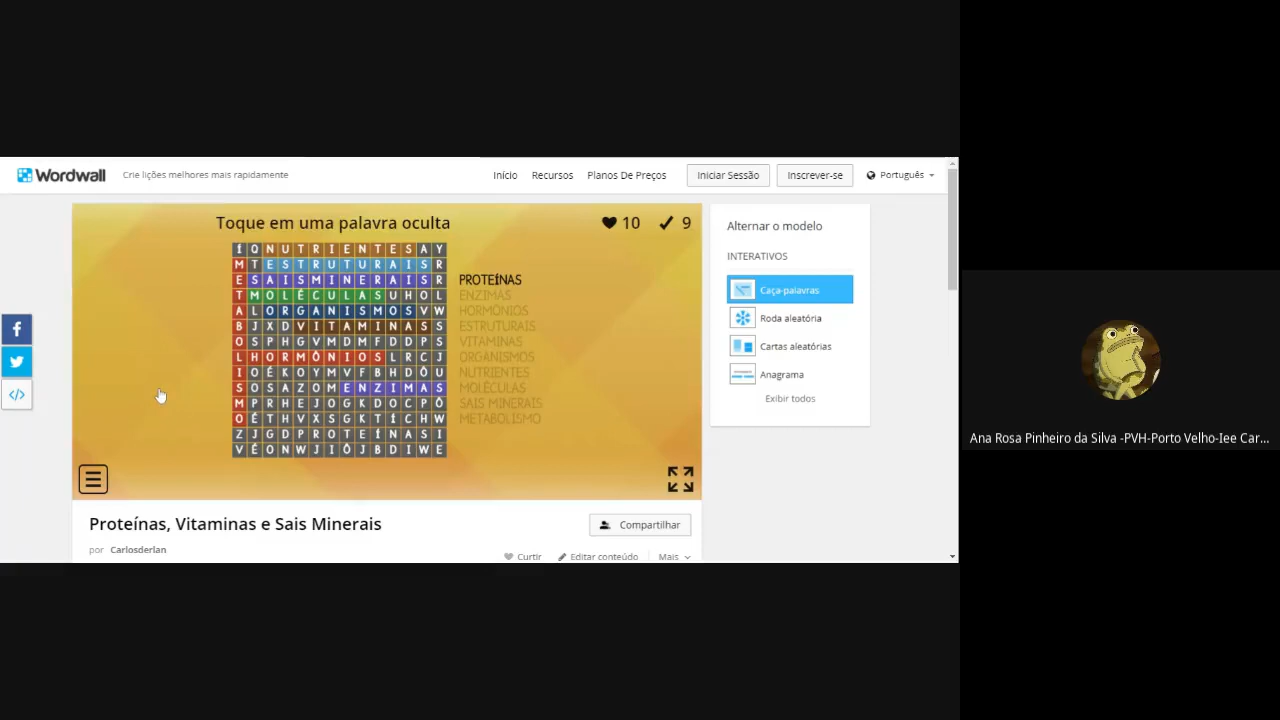 Wordwall
Crie lições melhores mais rapidamente
Início Recursos Planos De Preços Iniciar Sessão Inscrever-se Português
Toque em uma palavra oculta
10 9
Í Q N U T R I E N T E S A Y
M T E S T R U T U R A I S R
E S A I S M I N E R A I S R
T M O L É C U L A S U H O L
A L O R G A N I S M O S V W
B J X D V I T A M I N A S S
O S P H G V M D M F D D P S
L H O R M Ô N I O S L R C J
I O É K O Y M V F B H D Õ U
S O S A Z O M E N Z I M A S
M P R H E J O G K D O C P Ô
O É T H V X S G K T Í C H W
Z J G D P R O T E Í N A S I
V É O N W J I Ô J B D I W E
PROTEÍNAS
ENZIMAS
HORMÔNIOS
ESTRUTURAIS
VITAMINAS
ORGANISMOS
NUTRIENTES
MOLÉCULAS
SAIS MINERAIS
METABOLISMO
Alternar o modelo
INTERATIVOS
Caça-palavras
Roda aleatória
Cartas aleatórias
Anagrama
Exibir todos
Proteínas, Vitaminas e Sais Minerais
Compartilhar
por Carlosderlan
Curtir Editar conteúdo Mais
Ana Rosa Pinheiro da Silva -PVH-Porto Velho-Iee Car...